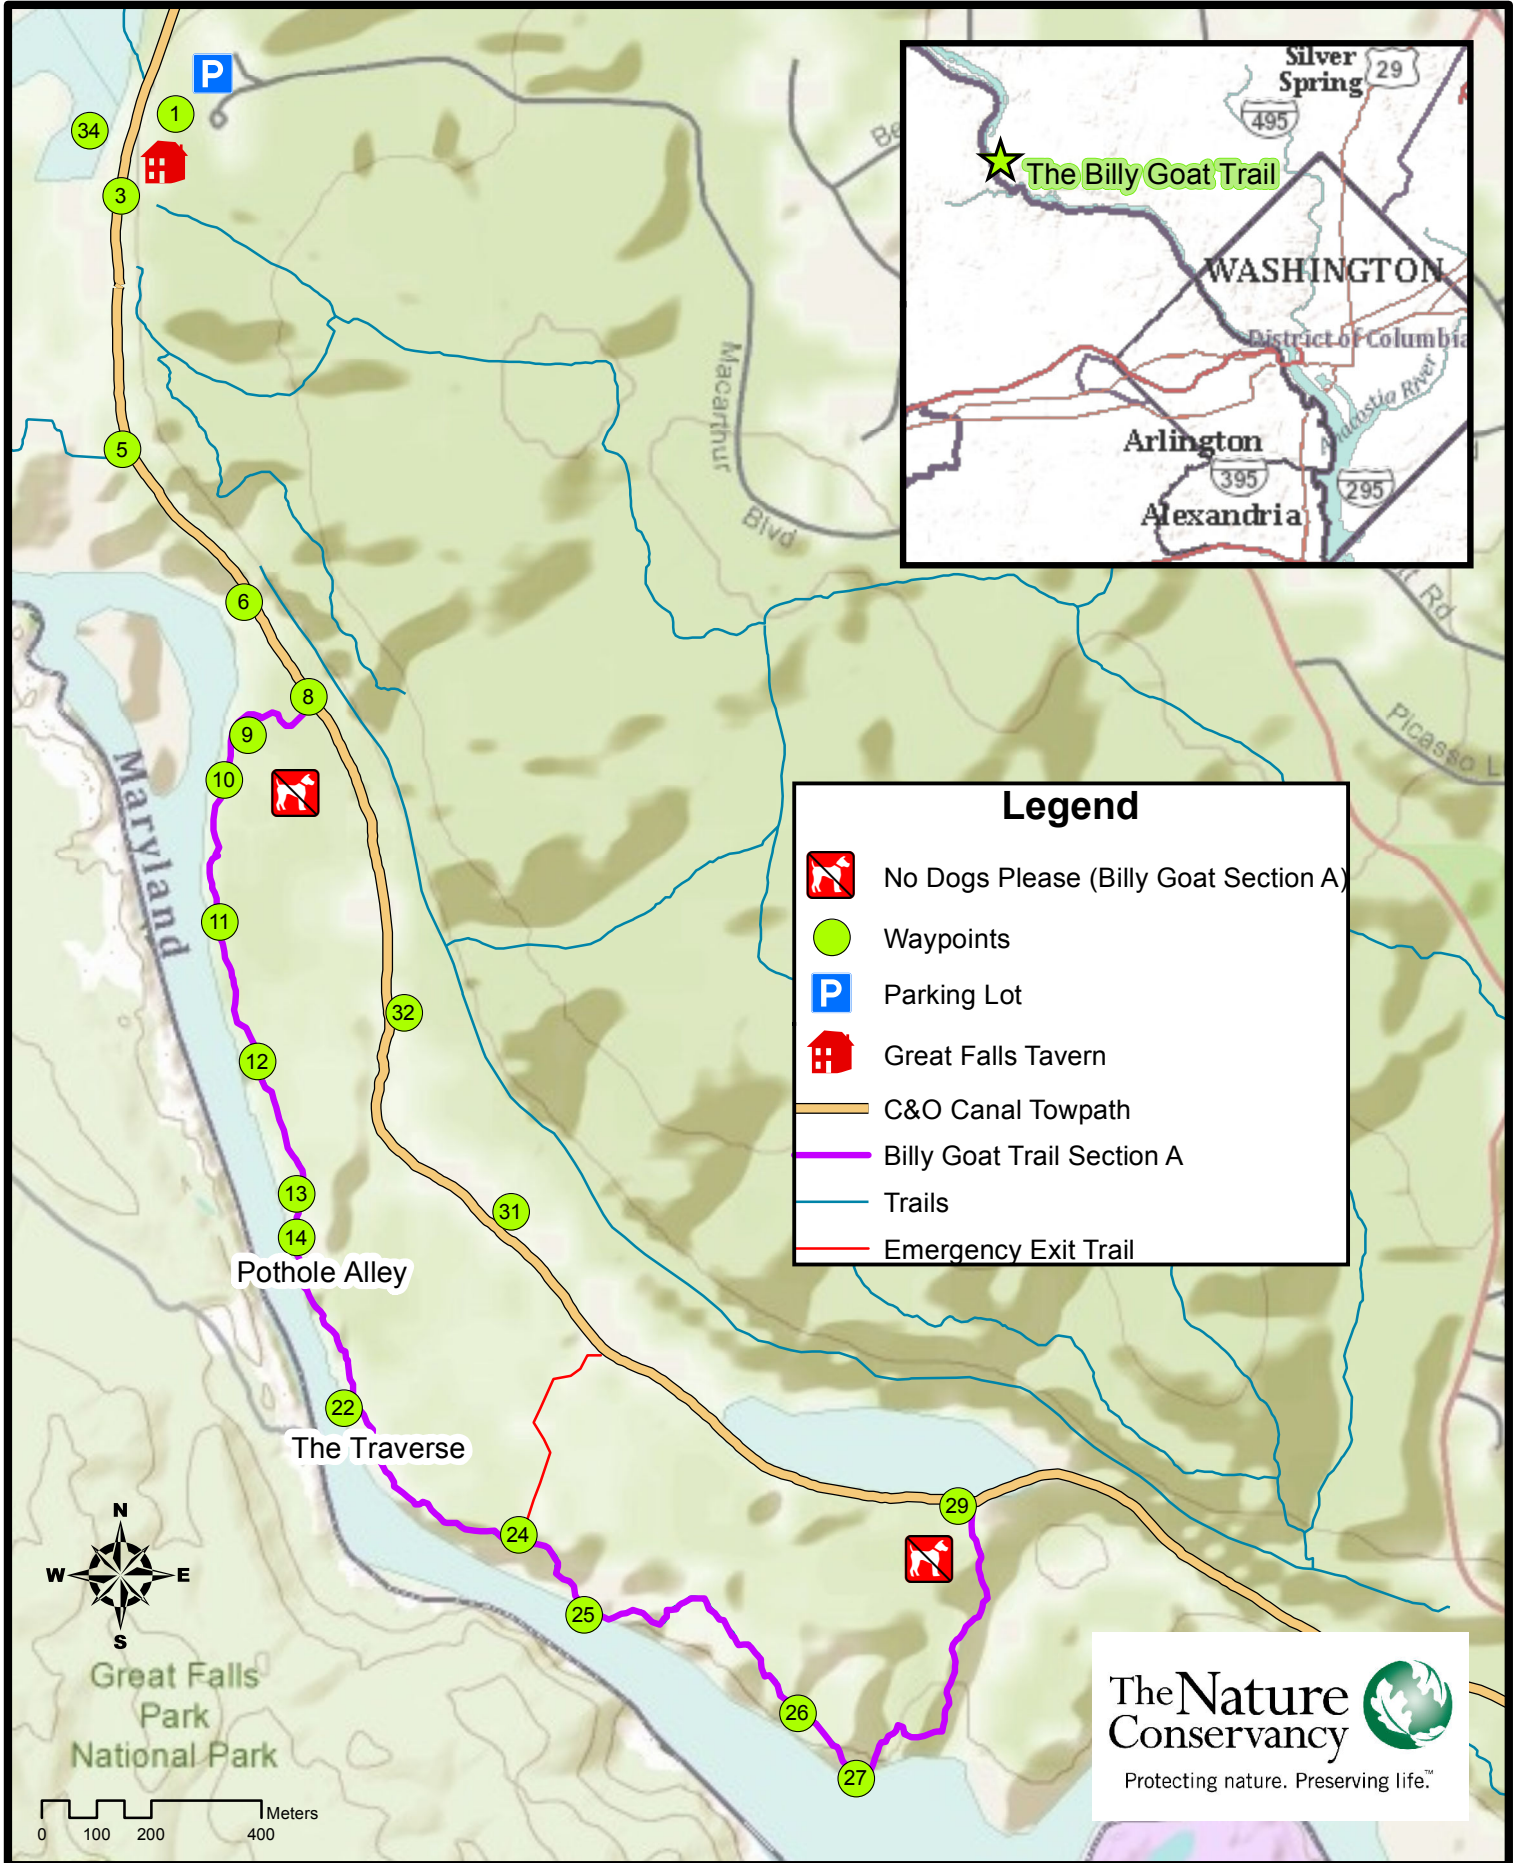 P
1
34
3
5
6
8
9
10
11
32
12
13
31
14
Pothole Alley
22
The Traverse
24
29
25
26
27
Macarthur
Blvd
Maryland
Picasso L
Rd
Silver
Spring
29
495
The Billy Goat Trail
WASHINGTON
District of Columbia
Anacostia River
Arlington
395
295
Alexandria
Legend
No Dogs Please (Billy Goat Section A)
Waypoints
P
Parking Lot
Great Falls Tavern
C&O Canal Towpath
Billy Goat Trail Section A
Trails
Emergency Exit Trail
N
W
E
S
Great Falls
Park
National Park
Meters
0 100 200 400
The Nature
Conservancy
Protecting nature. Preserving life.™